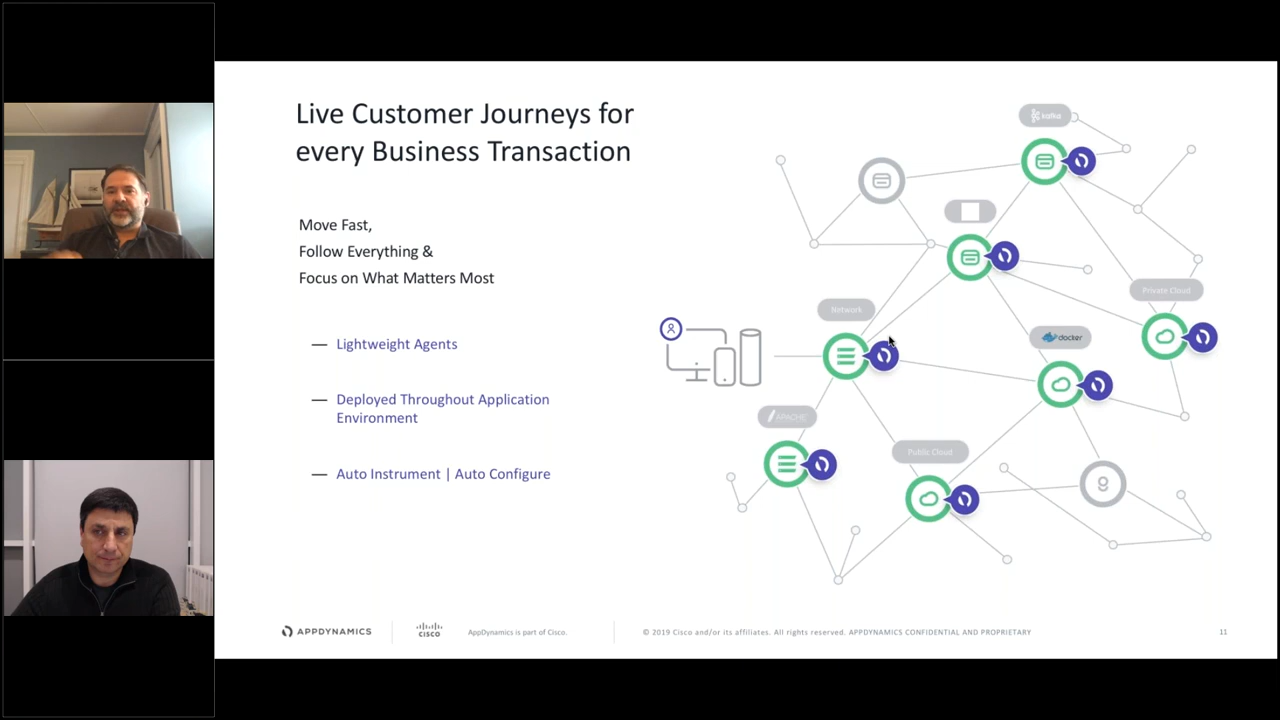 Live Customer Journeys for
every Business Transaction
Move Fast,
Follow Everything &
Focus on What Matters Most
— Lightweight Agents
— Deployed Throughout Application
Environment
— Auto Instrument | Auto Configure
kafka
Private Cloud
Network
docker
APACHE
Public Cloud
APPDYNAMICS
CISCO
AppDynamics is part of Cisco.
© 2019 Cisco and/or its affiliates. All rights reserved. APPDYNAMICS CONFIDENTIAL AND PROPRIETARY
11